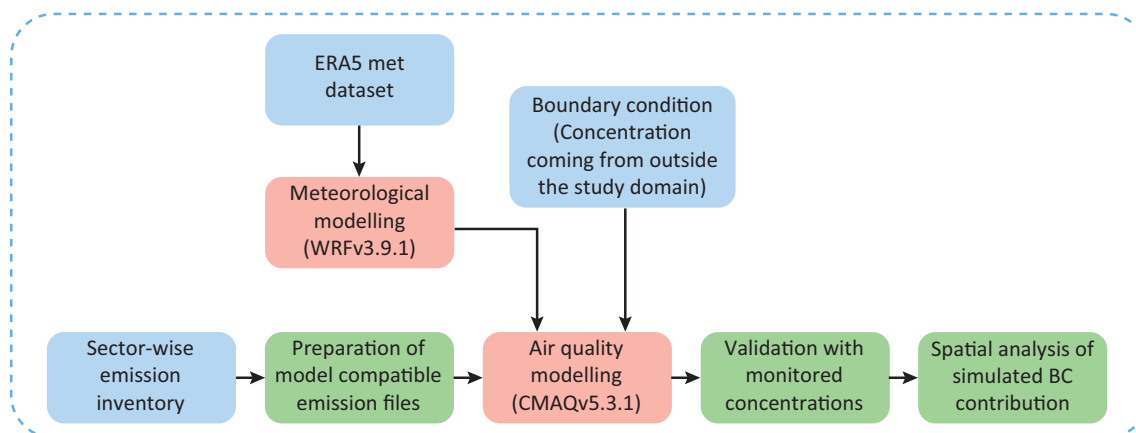 ERA5 met
dataset
Boundary condition
(Concentration
coming from outside
the study domain)
Meteorological
modelling
(WRFv3.9.1)
Sector-wise
emission
inventory
Preparation of
model compatible
emission files
Air quality
modelling
(CMAQv5.3.1)
Validation with
monitored
concentrations
Spatial analysis of
simulated BC
contribution